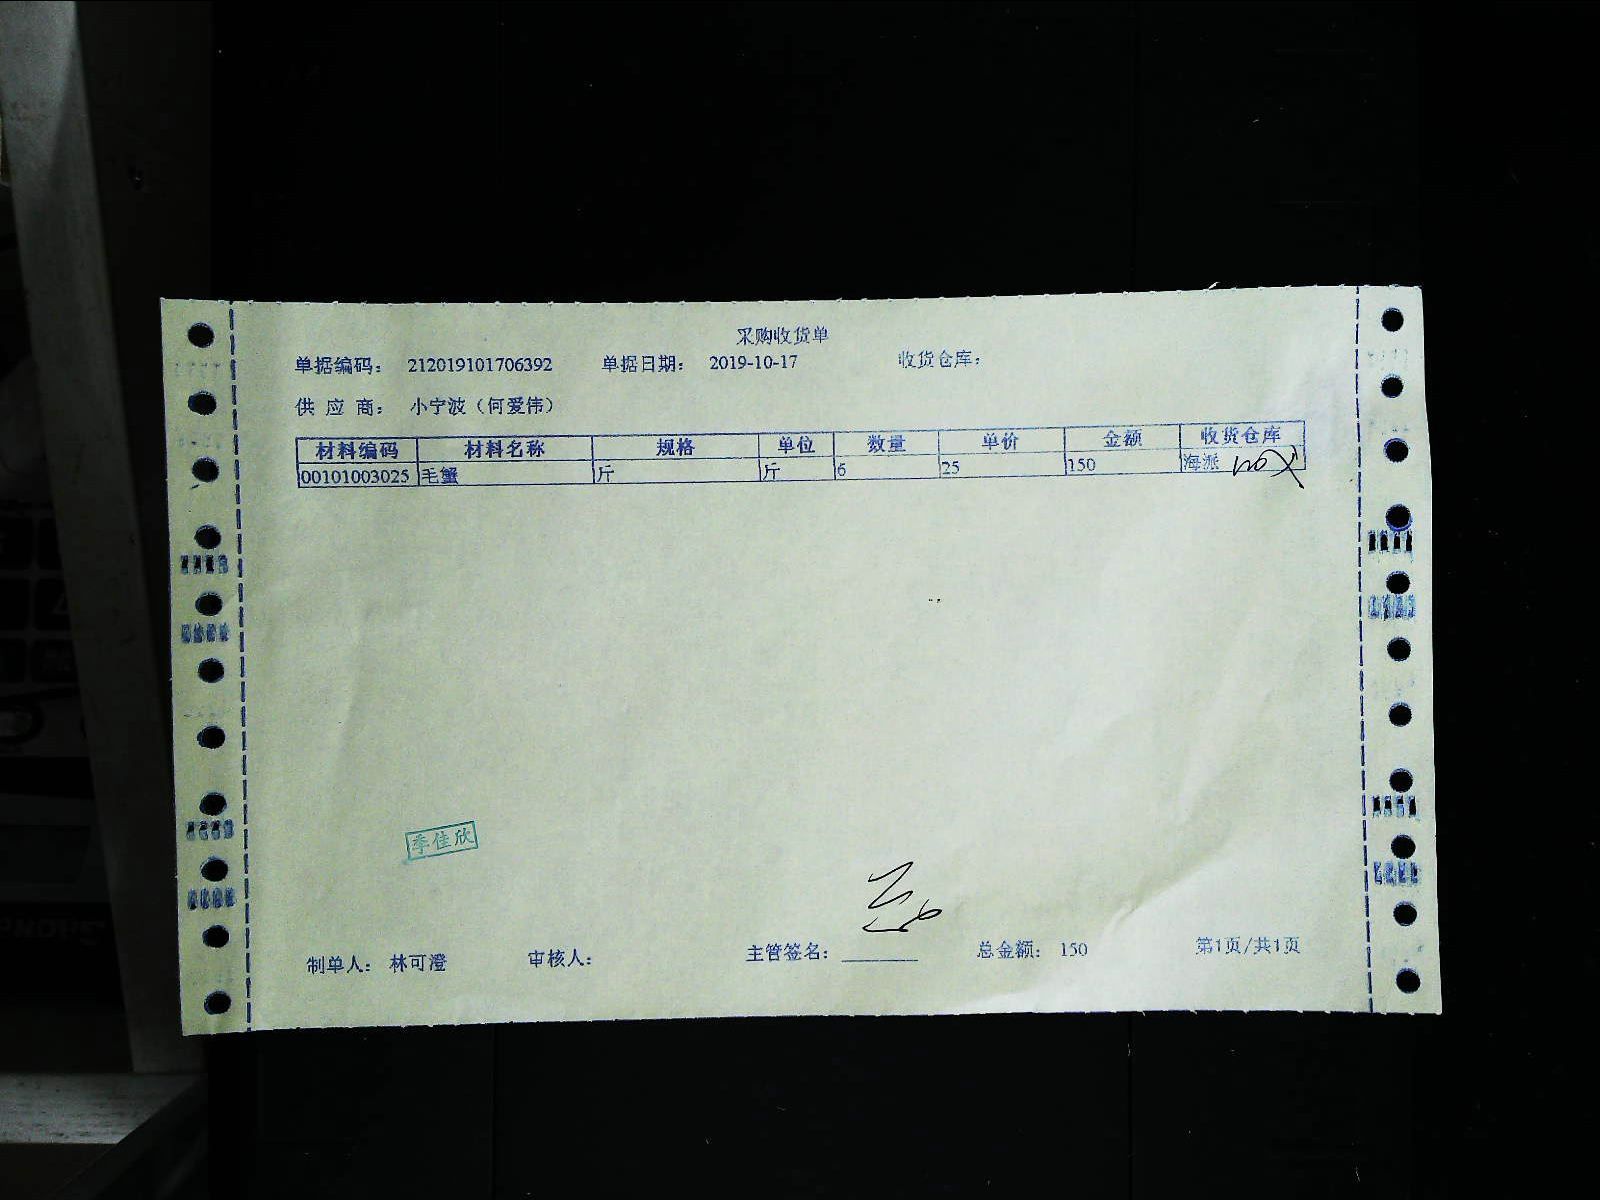 采购收货单
单据编码： 212019101706392 单据日期： 2019-10-17 收货仓库：
供 应 商： 小宁波（何爱伟）
材料编码 材料名称 规格 单位 数量 单价 金额 收货仓库
00101003025 毛蟹 斤 斤 6 25 150 海派
季佳欣
制单人： 林可澄 审核人： 主管签名： 总金额： 150 第1页/共1页